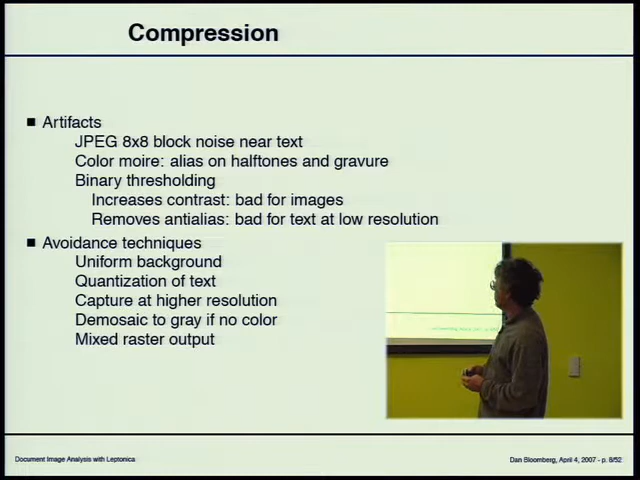 Compression
Artifacts
JPEG 8x8 block noise near text
Color moire: alias on halftones and gravure
Binary thresholding
Increases contrast: bad for images
Removes antialias: bad for text at low resolution
Avoidance techniques
Uniform background
Quantization of text
Capture at higher resolution
Demosaic to gray if no color
Mixed raster output
Document Image Analysis with Leptonica
Dan Bloomberg, April 4, 2007 - p. 8/52